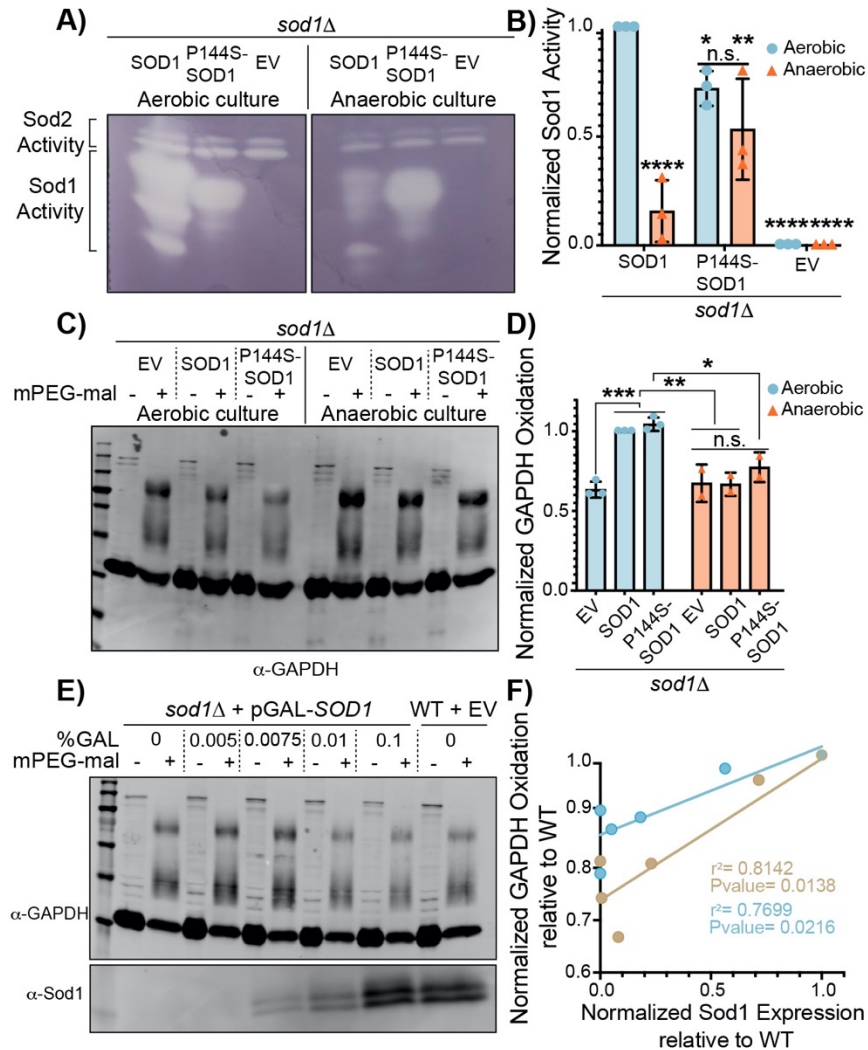 A)
sod1Δ
SOD1 P144S-SOD1 EV
SOD1 P144S-SOD1 EV
Aerobic culture
Anaerobic culture
Sod2
Activity
Sod1
Activity
B)
Normalized Sod1 Activity
1.0
0.5
0.0
****
* ** 
n.s.
********
Aerobic
Anaerobic
SOD1
P144S-
SOD1
EV
sod1Δ
C)
sod1Δ
EV SOD1 P144S-SOD1
EV SOD1 P144S-SOD1
mPEG-mal - + - + - + - + - + - +
Aerobic culture
Anaerobic culture
α-GAPDH
D)
Normalized GAPDH Oxidation
1.0
0.5
0.0
***
**
*
n.s.
Aerobic
Anaerobic
EV
SOD1
P144S-
SOD1
EV
SOD1
P144S-
SOD1
sod1Δ
E)
sod1Δ + pGAL-SOD1 WT + EV
%GAL 0 0.005 0.0075 0.01 0.1 0
mPEG-mal - + - + - + - + - + - +
α-GAPDH
α-Sod1
F)
Normalized GAPDH Oxidation
relative to WT
1.0
0.9
0.8
0.7
0.6
r²= 0.8142
Pvalue= 0.0138
r²= 0.7699
Pvalue= 0.0216
0.0 0.5 1.0
Normalized Sod1 Expression
relative to WT